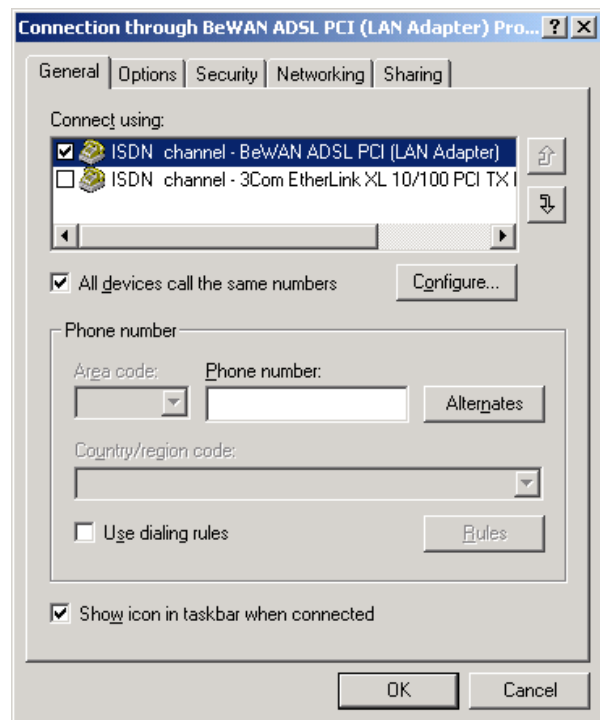 Connection through BeWAN ADSL PCI (LAN Adapter) Pro...
General Options Security Networking Sharing
Connect using:
ISDN channel - BeWAN ADSL PCI (LAN Adapter)
ISDN channel - 3Com EtherLink XL 10/100 PCI TX
All devices call the same numbers
Configure...
Phone number
Area code: Phone number:
Alternates
Country/region code:
Use dialing rules
Rules
Show icon in taskbar when connected
OK Cancel